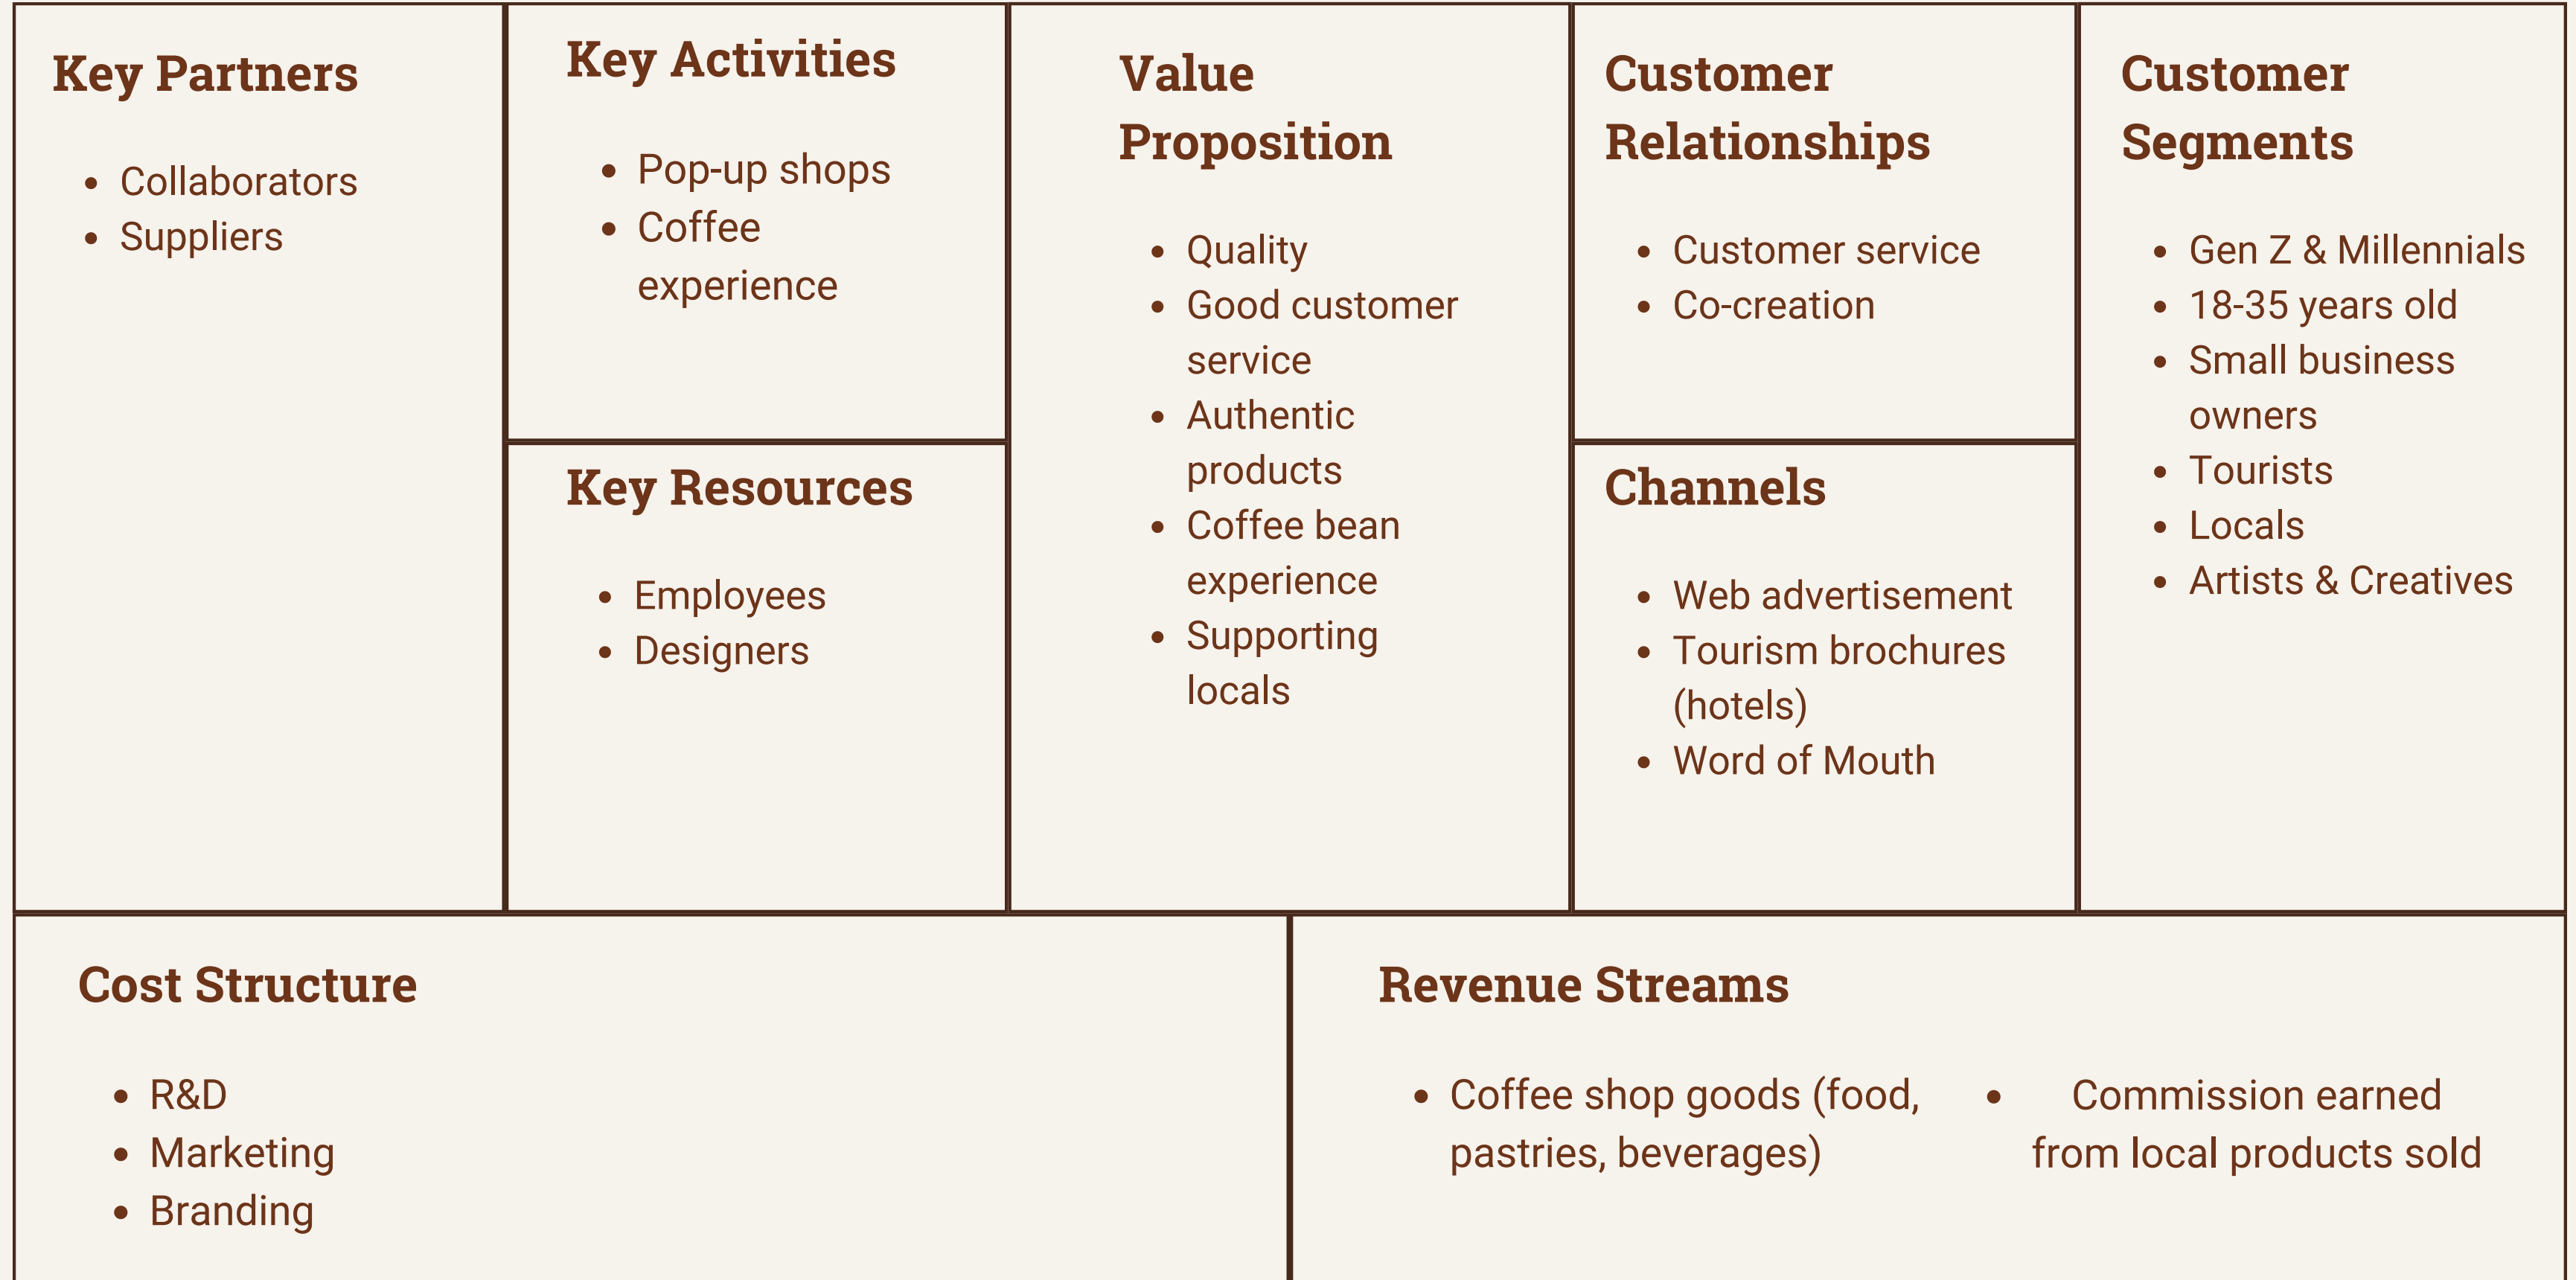 Key Partners
• Collaborators
• Suppliers
Key Activities
• Pop-up shops
• Coffee
experience
Key Resources
• Employees
• Designers
Value
Proposition
• Quality
• Good customer
service
• Authentic
products
• Coffee bean
experience
• Supporting
locals
Customer
Relationships
• Customer service
• Co-creation
Channels
• Web advertisement
• Tourism brochures
(hotels)
• Word of Mouth
Customer
Segments
• Gen Z & Millennials
• 18-35 years old
• Small business
owners
• Tourists
• Locals
• Artists & Creatives
Cost Structure
• R&D
• Marketing
• Branding
Revenue Streams
• Coffee shop goods (food,
pastries, beverages)
• Commission earned
from local products sold